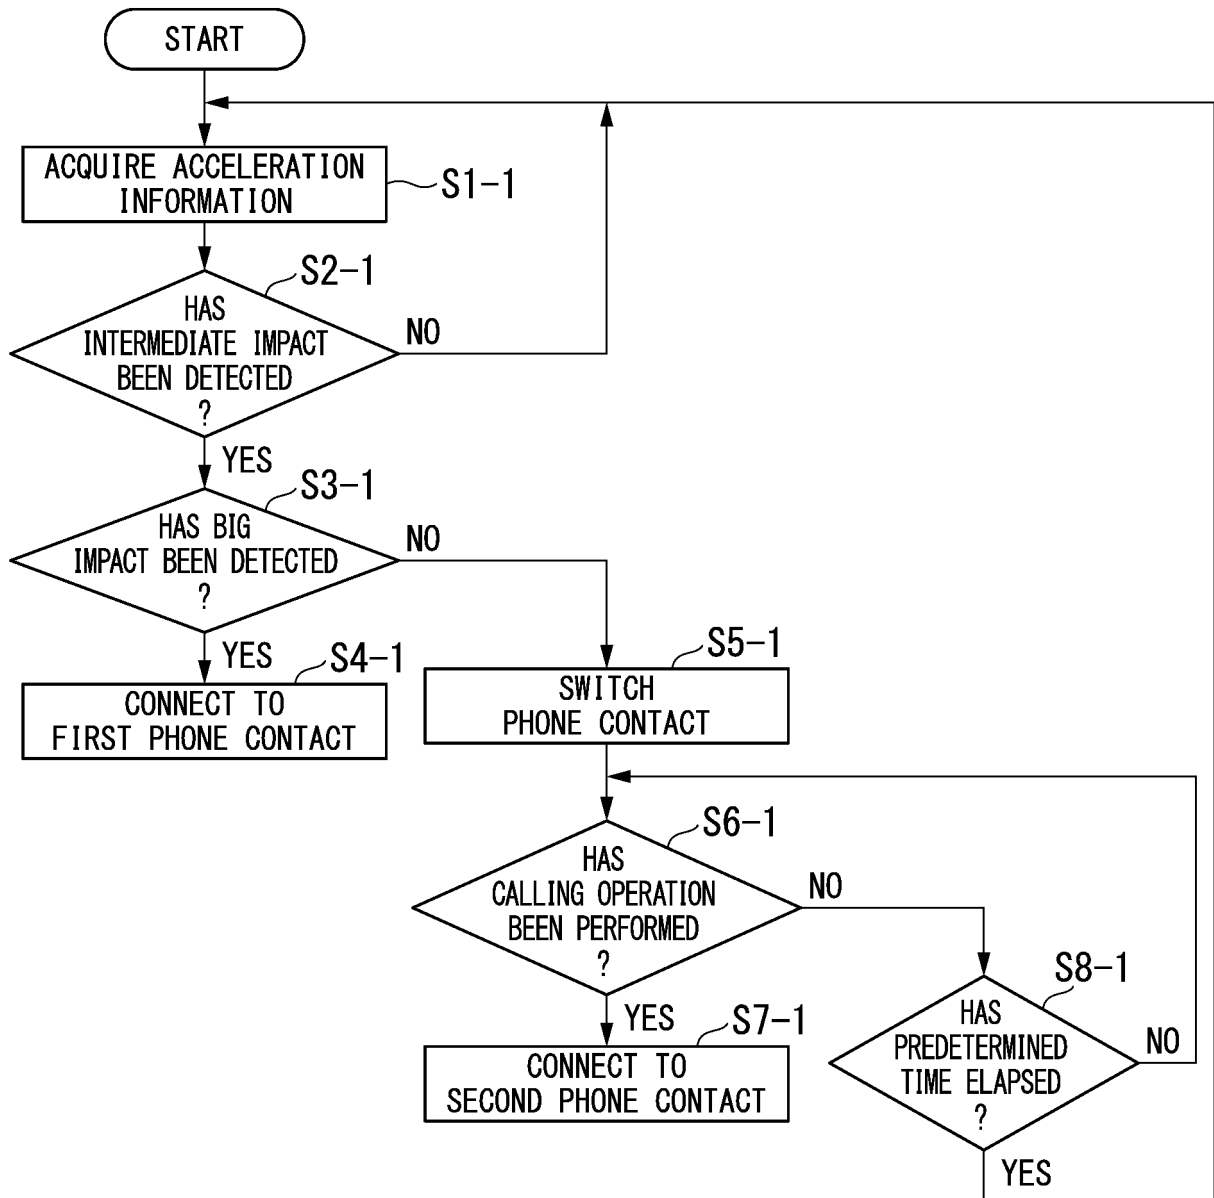 START
ACQUIRE ACCELERATION
INFORMATION
S1-1
S2-1
HAS
INTERMEDIATE IMPACT
BEEN DETECTED
?
NO
YES
S3-1
HAS BIG
IMPACT BEEN DETECTED
?
NO
YES
S4-1
CONNECT TO
FIRST PHONE CONTACT
S5-1
SWITCH
PHONE CONTACT
S6-1
HAS
CALLING OPERATION
BEEN PERFORMED
?
NO
YES
S7-1
CONNECT TO
SECOND PHONE CONTACT
S8-1
HAS
PREDETERMINED
TIME ELAPSED
?
NO
YES